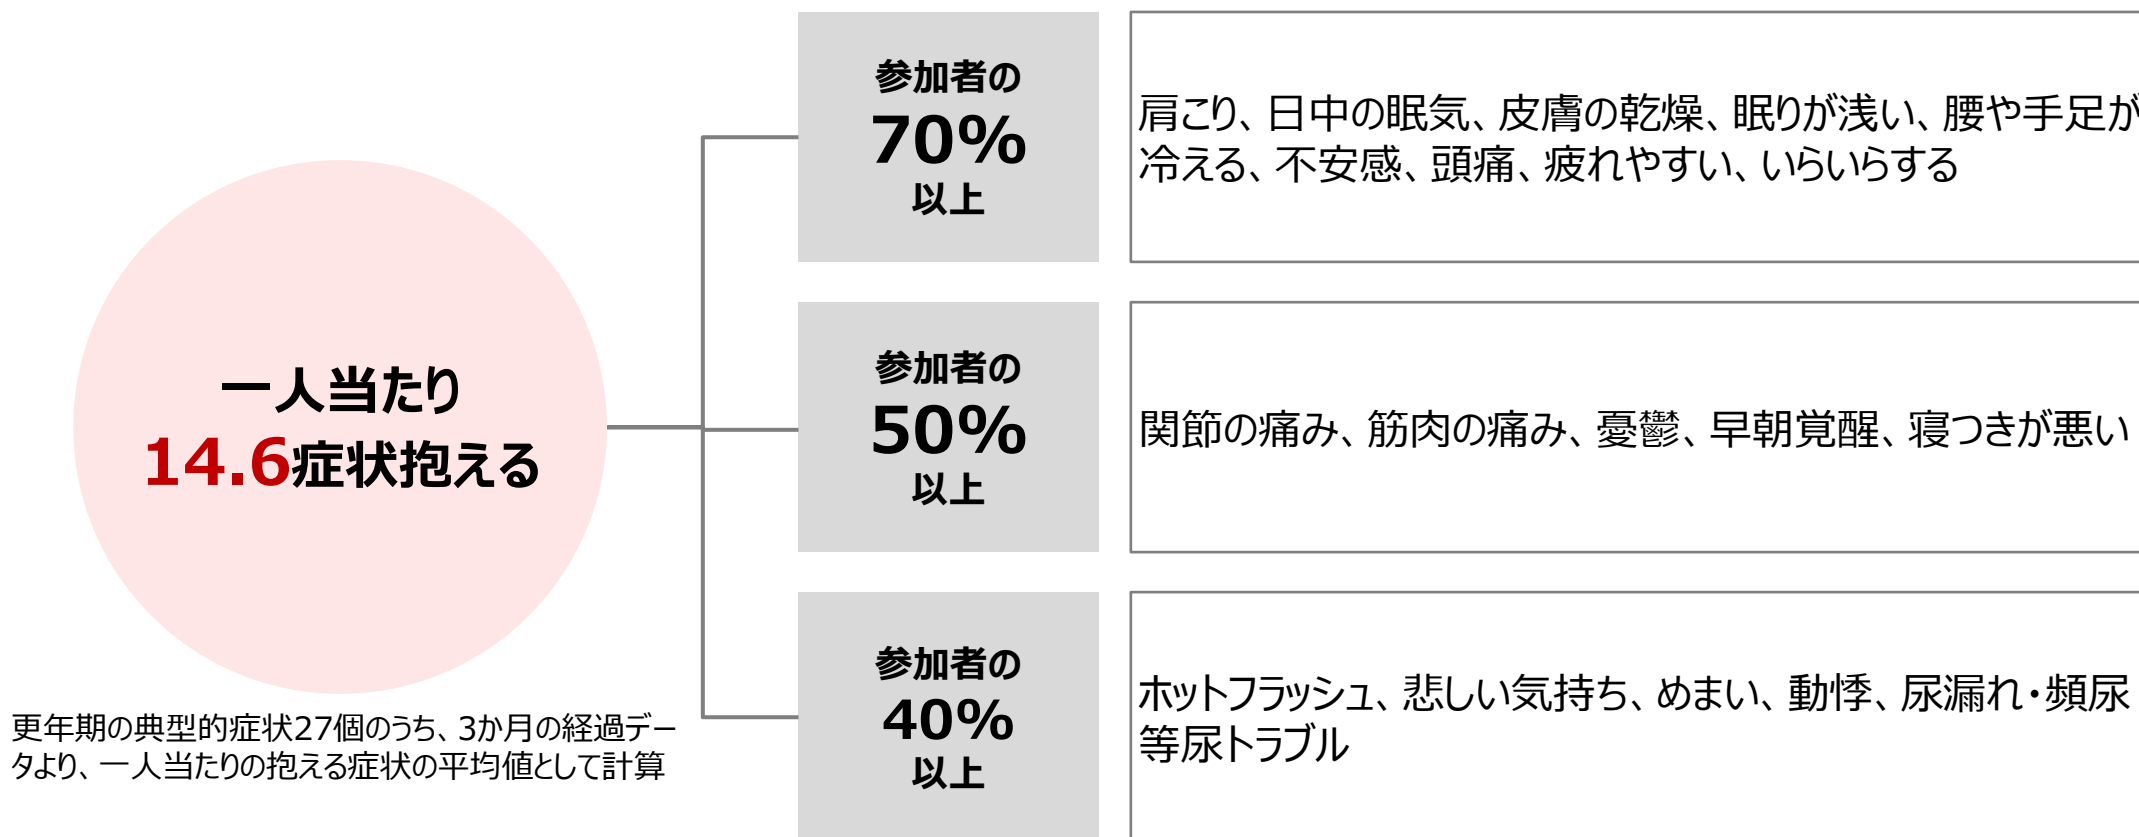 一人当たり
14.6症状抱える
更年期の典型的症状27個のうち、3か月の経過デー
タより、一人当たりの抱える症状の平均値として計算
参加者の
70%
以上
肩こり、日中の眠気、皮膚の乾燥、眠りが浅い、腰や手足が
冷える、不安感、頭痛、疲れやすい、いらいらする
参加者の
50%
以上
関節の痛み、筋肉の痛み、憂鬱、早朝覚醒、寝つきが悪い
参加者の
40%
以上
ホットフラッシュ、悲しい気持ち、めまい、動悸、尿漏れ・頻尿
等尿トラブル